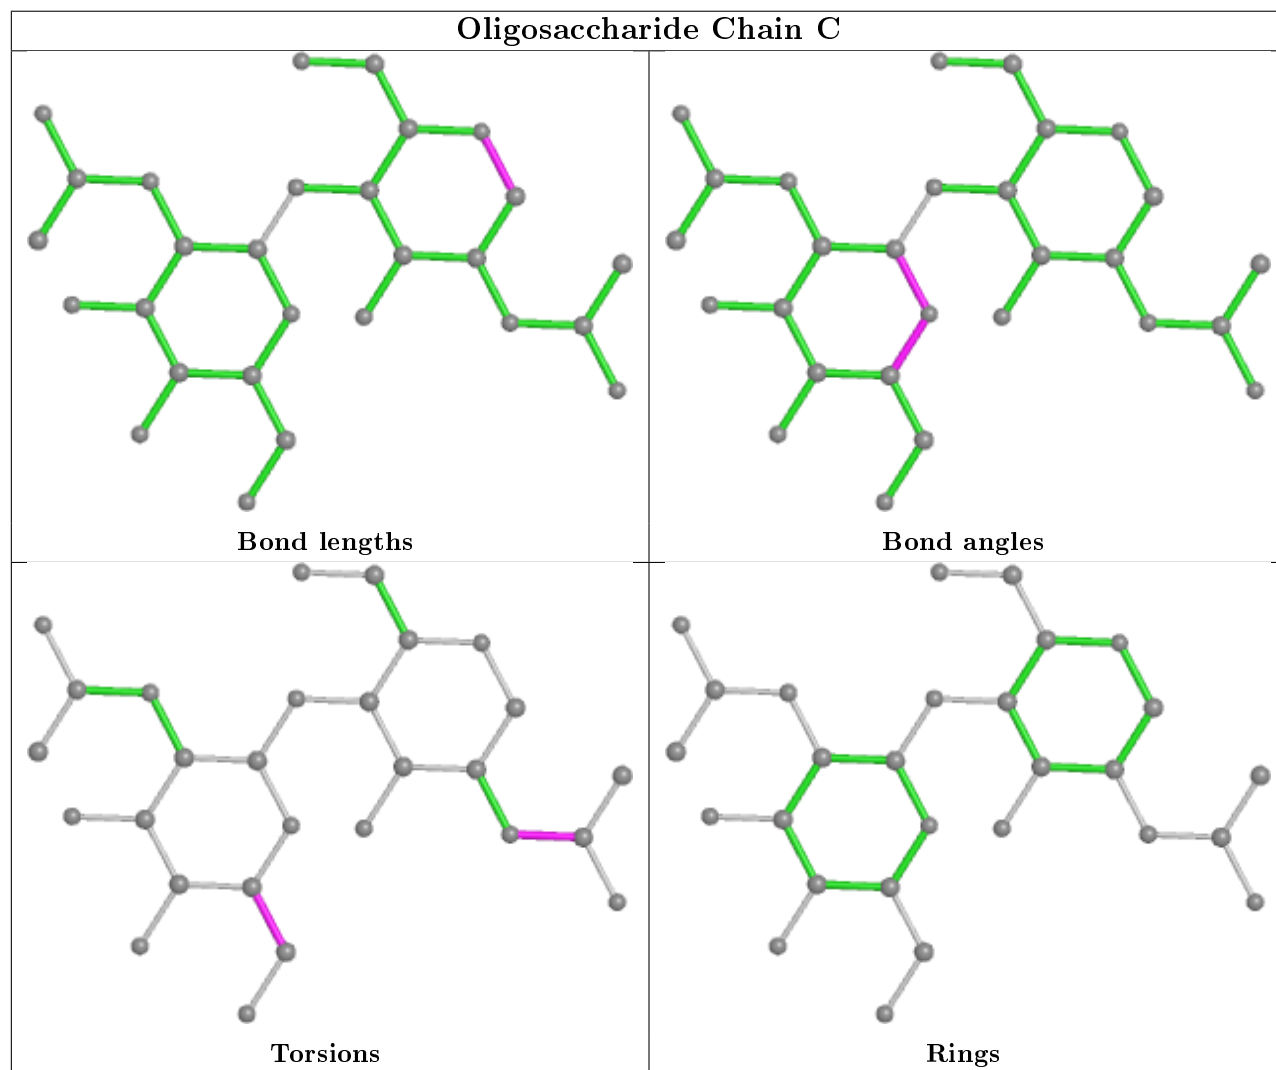 Oligosaccharide Chain C
Bond lengths
Bond angles
Torsions
Rings